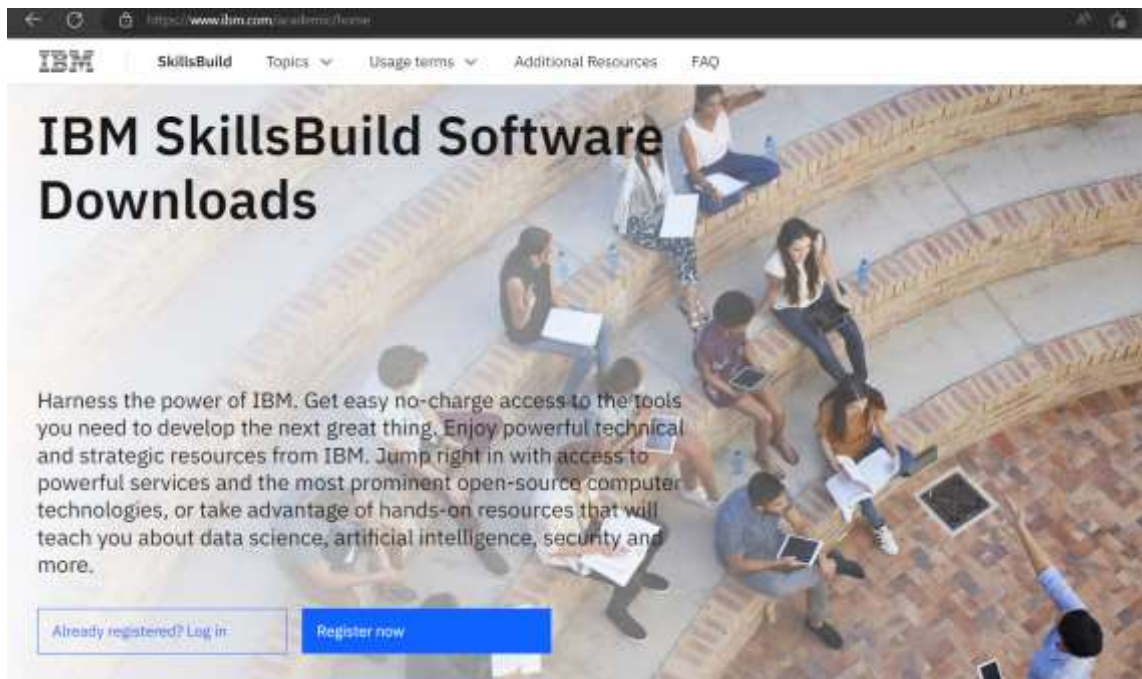 https://www.ibm.com/academic/home
IBM SkillsBuild Topics Usage terms Additional Resources FAQ
IBM SkillsBuild Software
Downloads
Harness the power of IBM. Get easy no-charge access to the tools
you need to develop the next great thing. Enjoy powerful technical
and strategic resources from IBM. Jump right in with access to
powerful services and the most prominent open-source computer
technologies, or take advantage of hands-on resources that will
teach you about data science, artificial intelligence, security and
more.
Already registered? Log in
Register now